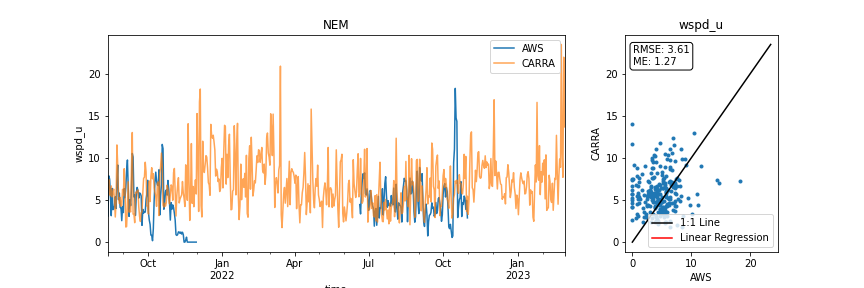 NEM
wspd_u
AWS
CARRA
20
15
10
5
0
wspd_u
Oct
Jan
2022
Apr
Jul
Oct
Jan
2023
time
wspd_u
RMSE: 3.61
ME: 1.27
20
15
10
5
0
CARRA
1:1 Line
Linear Regression
0
10
20
AWS